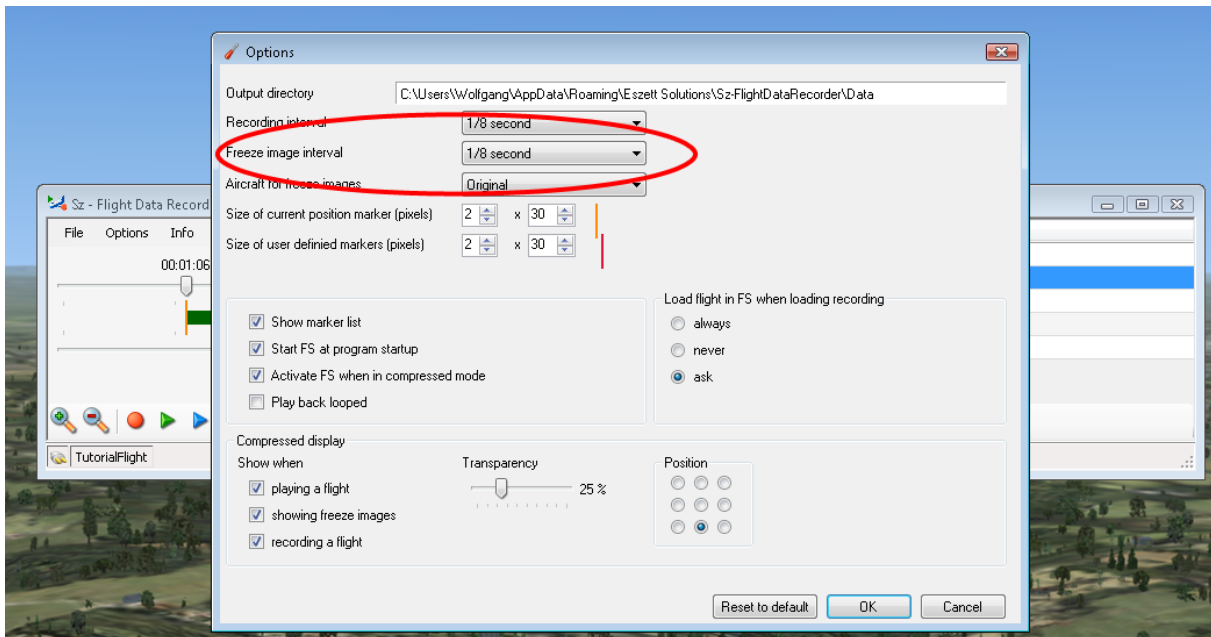 Options
Output directory C:\Users\Wolfgang\AppData\Roaming\Eszett Solutions\Sz-FlightDataRecorder\Data
Recording interval 1/8 second
Freeze image interval 1/8 second
Aircraft for freeze images Original
Size of current position marker (pixels) 2 x 30
Size of user definied markers (pixels) 2 x 30
Sz - Flight Data Record
File Options Info
00:01:06
Show marker list
Start FS at program startup
Activate FS when in compressed mode
Play back looped
Load flight in FS when loading recording
always
never
ask
TutorialFlight
Compressed display
Show when Transparency Position
playing a flight 25 %
showing freeze images
recording a flight
Reset to default OK Cancel